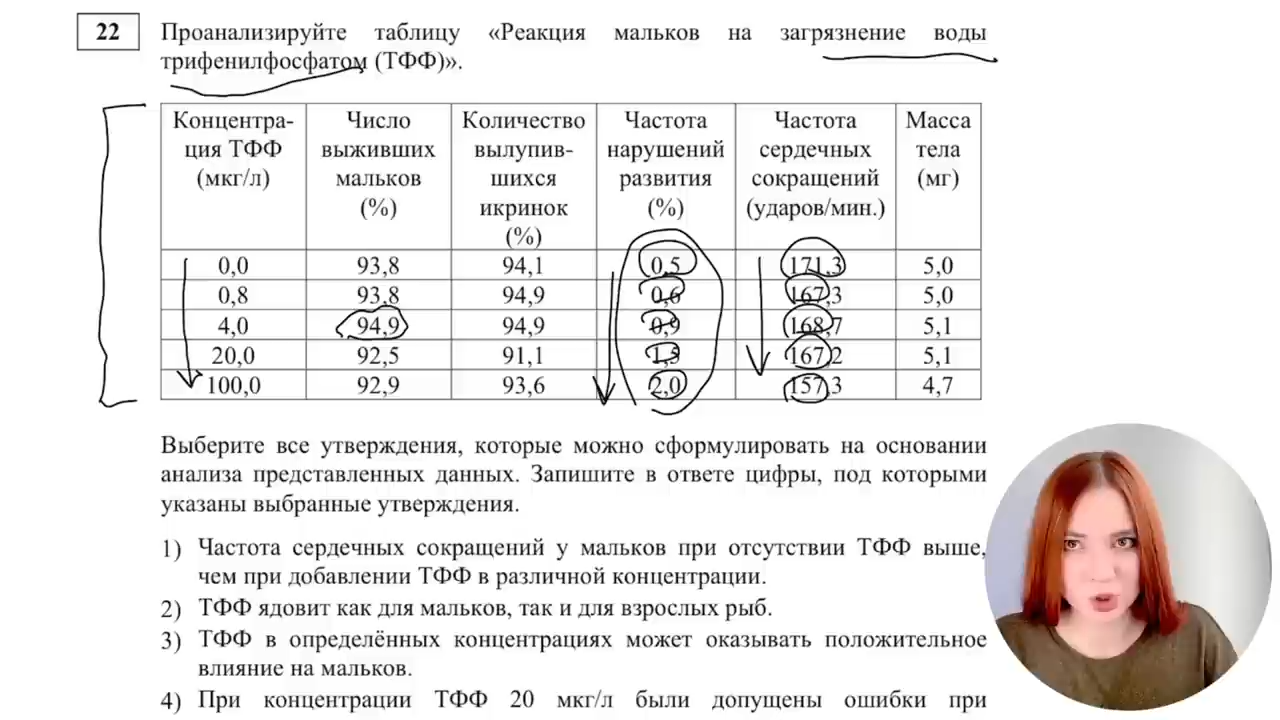 22
Проанализируйте таблицу «Реакция мальков на загрязнение воды
трифенилфосфатом (ТФФ)».
Концентра-
ция ТФФ
(мкг/л)
Число
выживших
мальков
(%)
Количество
вылупив-
шихся
икринок
(%)
Частота
нарушений
развития
(%)
Частота
сердечных
сокращений
(ударов/мин.)
Масса
тела
(мг)
0,0 93,8 94,1 0,5 171,3 5,0
0,8 93,8 94,9 0,6 167,3 5,0
4,0 94,9 94,9 0,9 168,7 5,1
20,0 92,5 91,1 1,5 167,2 5,1
100,0 92,9 93,6 2,0 157,3 4,7
Выберите все утверждения, которые можно сформулировать на основании
анализа представленных данных. Запишите в ответе цифры, под которыми
указаны выбранные утверждения.
1) Частота сердечных сокращений у мальков при отсутствии ТФФ выше,
чем при добавлении ТФФ в различной концентрации.
2) ТФФ ядовит как для мальков, так и для взрослых рыб.
3) ТФФ в определённых концентрациях может оказывать положительное
влияние на мальков.
4) При концентрации ТФФ 20 мкг/л были допущены ошибки при